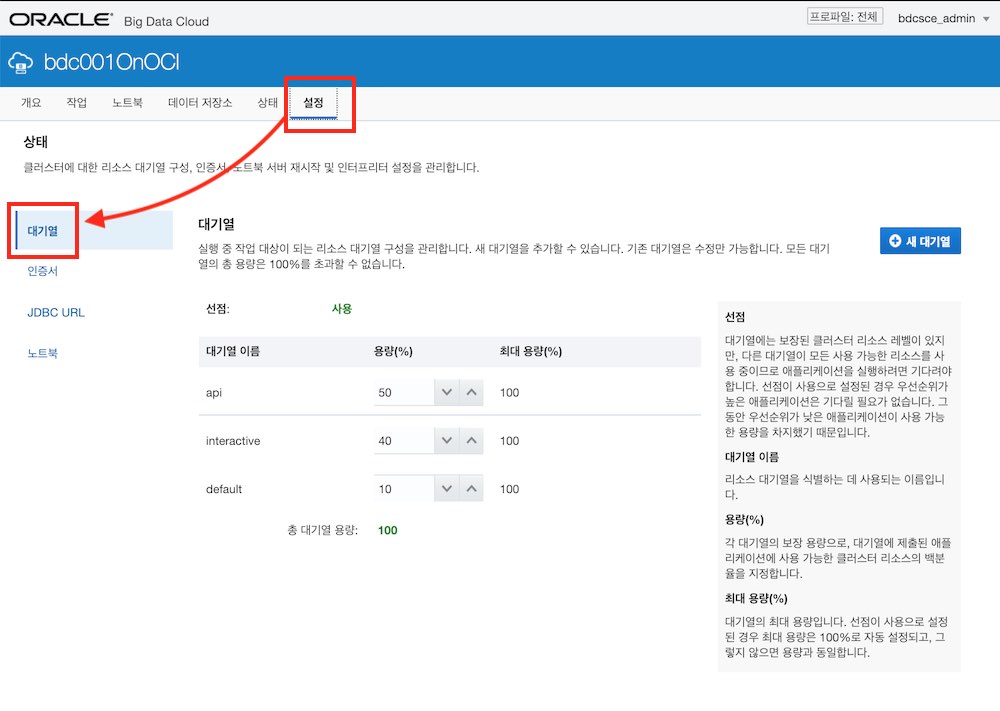 ORACLE Big Data Cloud
프로파일: 전체
bdcsce_admin
bdc001OnOCI
개요 작업 노트북 데이터 저장소 상태 설정
상태
클러스터에 대한 리소스 대기열 구성, 인증서, 노트북 서버 재시작 및 인터프리터 설정을 관리합니다.
대기열
인증서
JDBC URL
노트북
대기열
실행 중 작업 대상이 되는 리소스 대기열 구성을 관리합니다. 새 대기열을 추가할 수 있습니다. 기존 대기열은 수정만 가능합니다. 모든 대기
열의 총 용량은 100%를 초과할 수 없습니다.
새 대기열
선점: 사용
대기열 이름 용량(%) 최대 용량(%)
api 50 100
interactive 40 100
default 10 100
총 대기열 용량: 100
선점
대기열에는 보장된 클러스터 리소스 레벨이 있지
만, 다른 대기열이 모든 사용 가능한 리소스를 사
용 중이므로 애플리케이션을 실행하려면 기다려야
합니다. 선점이 사용으로 설정된 경우 우선순위가
높은 애플리케이션은 기다릴 필요가 없습니다. 그
동안 우선순위가 낮은 애플리케이션이 사용 가능
한 용량을 차지했기 때문입니다.
대기열 이름
리소스 대기열을 식별하는 데 사용되는 이름입니
다.
용량(%)
각 대기열의 보장 용량으로, 대기열에 제출된 애플
리케이션에 사용 가능한 클러스터 리소스의 백분
율을 지정합니다.
최대 용량(%)
대기열의 최대 용량입니다. 선점이 사용으로 설정
된 경우 최대 용량은 100%로 자동 설정되고, 그
렇지 않으면 용량과 동일합니다.